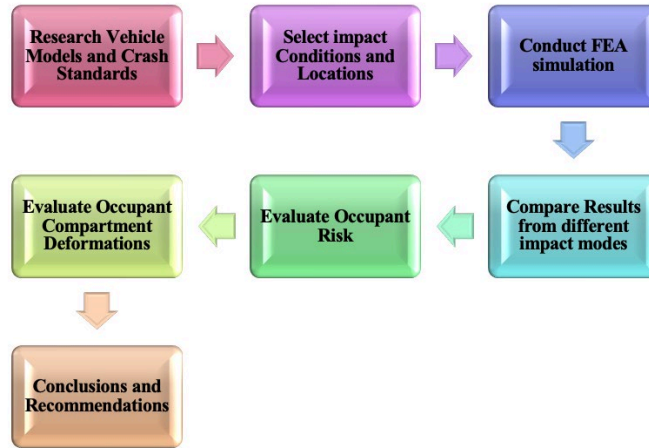 Research Vehicle
Models and Crash
Standards
Select impact
Conditions and
Locations
Conduct FEA
simulation
Compare Results
from different
impact modes
Evaluate Occupant
Risk
Evaluate Occupant
Compartment
Deformations
Conclusions and
Recommendations